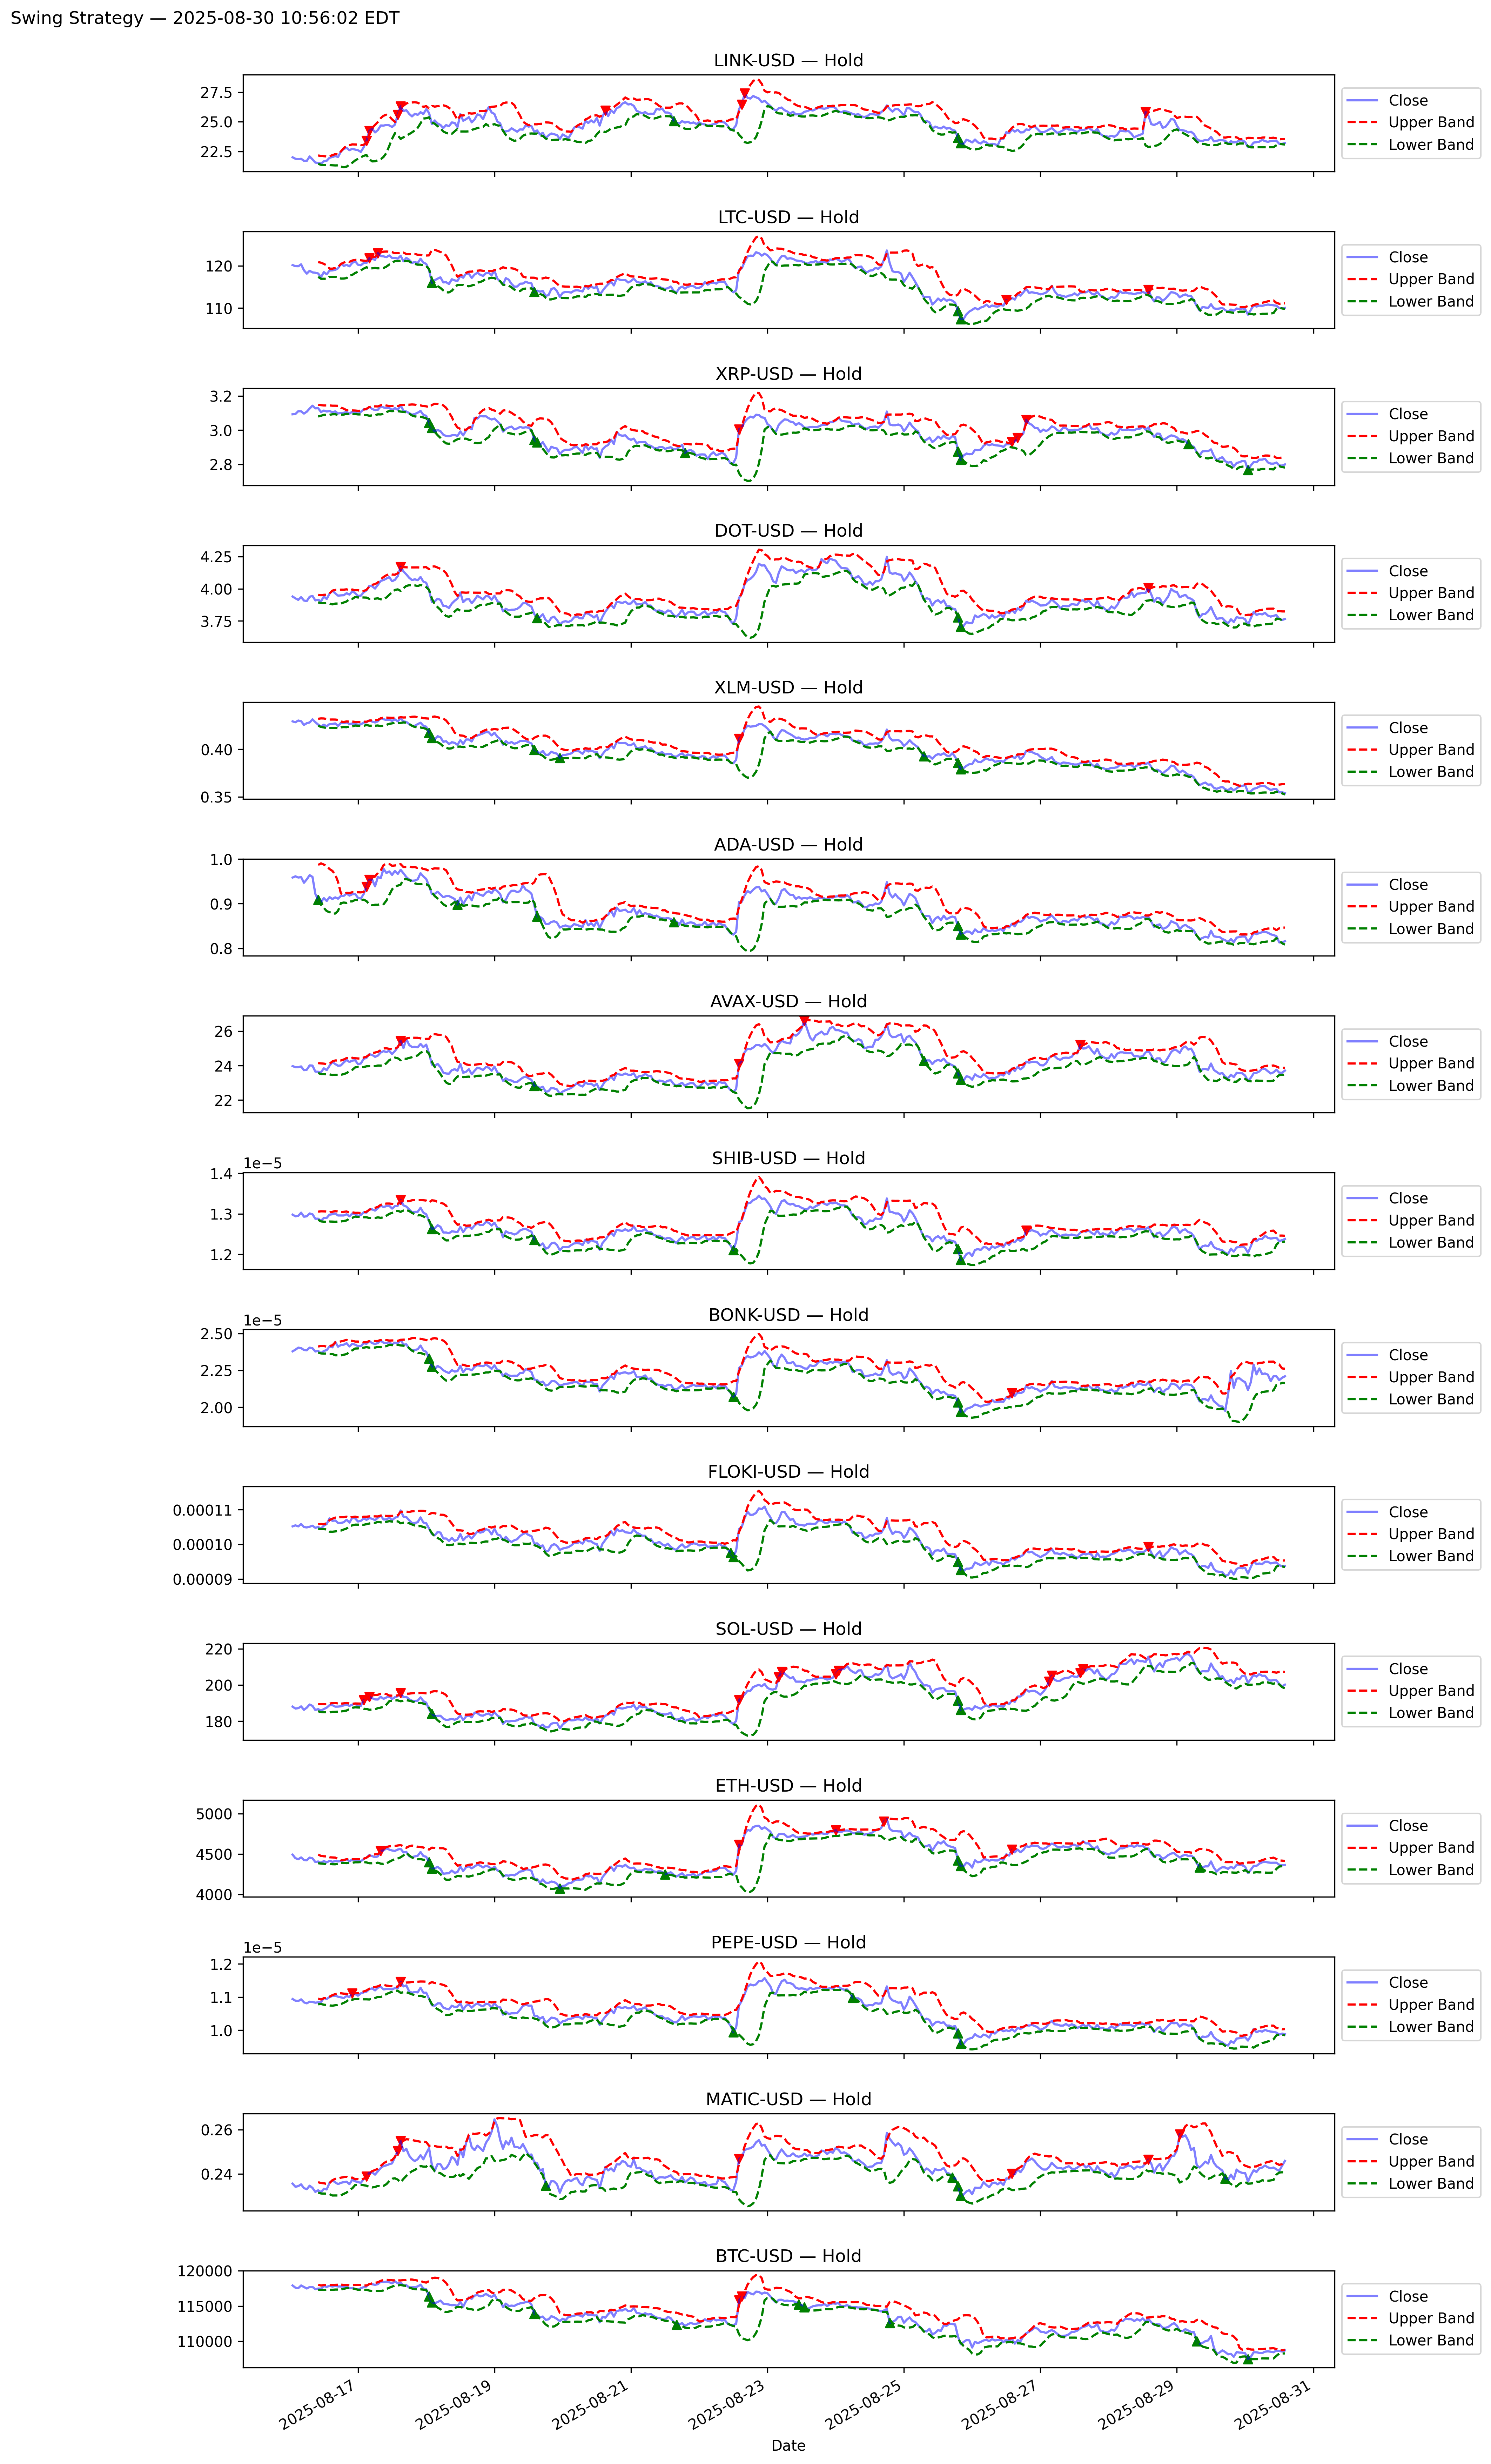 Swing Strategy — 2025-08-30 10:56:02 EDT
LINK-USD — Hold
27.5
25.0
22.5
Close
Upper Band
Lower Band
LTC-USD — Hold
120
110
Close
Upper Band
Lower Band
XRP-USD — Hold
3.2
3.0
2.8
Close
Upper Band
Lower Band
DOT-USD — Hold
4.25
4.00
3.75
Close
Upper Band
Lower Band
XLM-USD — Hold
0.40
0.35
Close
Upper Band
Lower Band
ADA-USD — Hold
1.0
0.9
0.8
Close
Upper Band
Lower Band
AVAX-USD — Hold
26
24
22
Close
Upper Band
Lower Band
SHIB-USD — Hold
1e−5
1.4
1.3
1.2
Close
Upper Band
Lower Band
BONK-USD — Hold
1e−5
2.50
2.25
2.00
Close
Upper Band
Lower Band
FLOKI-USD — Hold
0.00011
0.00010
0.00009
Close
Upper Band
Lower Band
SOL-USD — Hold
220
200
180
Close
Upper Band
Lower Band
ETH-USD — Hold
5000
4500
4000
Close
Upper Band
Lower Band
PEPE-USD — Hold
1e−5
1.2
1.1
1.0
Close
Upper Band
Lower Band
MATIC-USD — Hold
0.26
0.24
Close
Upper Band
Lower Band
BTC-USD — Hold
120000
115000
110000
Close
Upper Band
Lower Band
2025-08-17
2025-08-19
2025-08-21
2025-08-23
2025-08-25
2025-08-27
2025-08-29
2025-08-31
Date